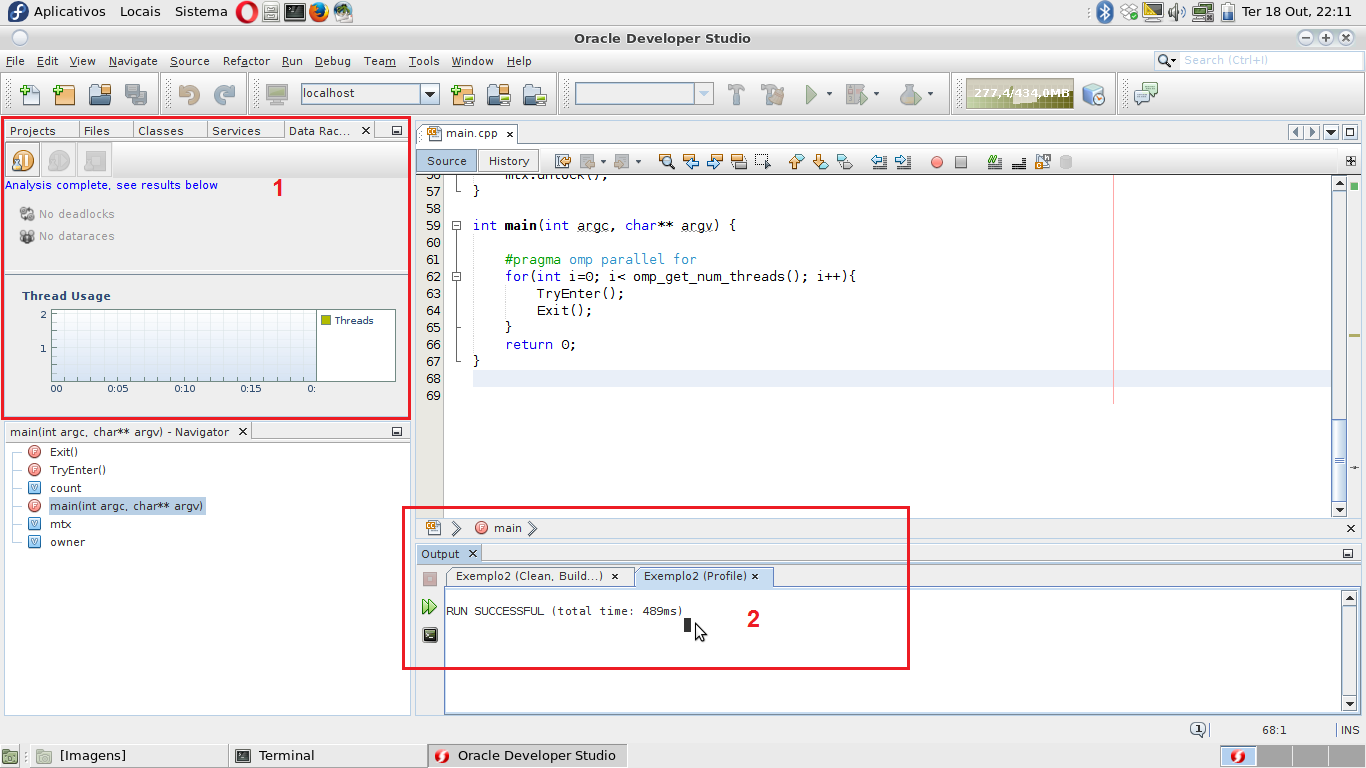 Aplicativos Locais Sistema Ter 18 Out, 22:11
Oracle Developer Studio
File Edit View Navigate Source Refactor Run Debug Team Tools Window Help Search (Ctrl+I)
localhost 277,4/434,0MB
Projects Files Classes Services Data Rac...
Analysis complete, see results below
1
No deadlocks
No dataraces
Thread Usage
2
1
Threads
00 0:05 0:10 0:15 0:
main(int argc, char** argv) - Navigator
Exit()
TryEnter()
count
main(int argc, char** argv)
mtx
owner
main.cpp
Source History
56 mtx.unlock();
57 }
58
59 int main(int argc, char** argv) {
60
61 #pragma omp parallel for
62 for(int i=0; i< omp_get_num_threads(); i++){
63 TryEnter();
64 Exit();
65 }
66 return 0;
67 }
68
69
main
Output
Exemplo2 (Clean, Build...) Exemplo2 (Profile)
RUN SUCCESSFUL (total time: 489ms)
2
1 68:1 INS
[Imagens] Terminal Oracle Developer Studio